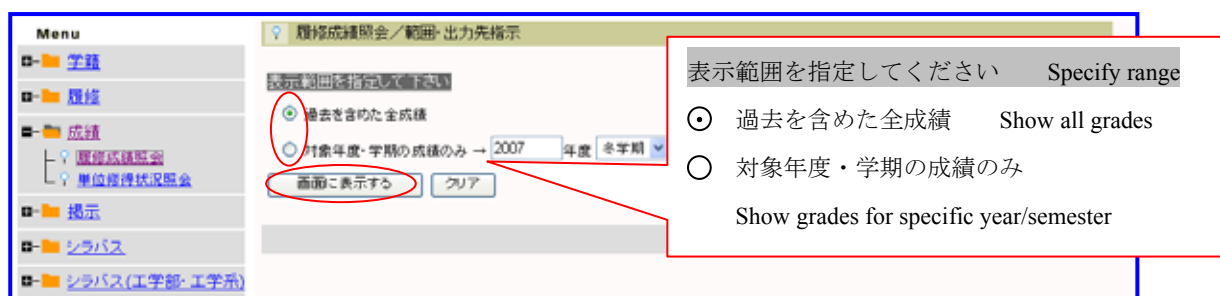 Menu
学籍
履修
成績
履修成績照会
単位修得状況照会
掲示
シラバス
シラバス(工学部・工学系)
履修成績照会／範囲・出力先指示
表示範囲を指定して下さい
過去を含めた全成績
対象年度・学期の成績のみ → 2007 年度 冬学期
画面に表示する クリア
表示範囲を指定してください Specify range
過去を含めた全成績 Show all grades
対象年度・学期の成績のみ
Show grades for specific year/semester